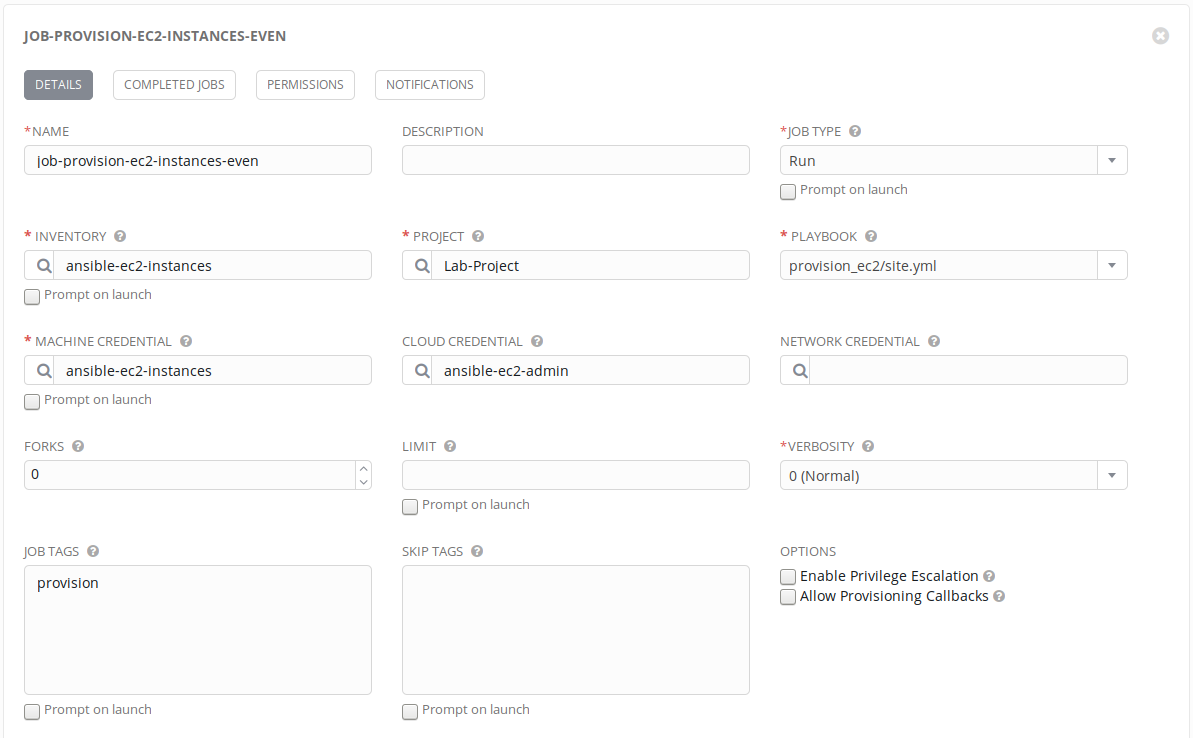 JOB-PROVISION-EC2-INSTANCES-EVEN
DETAILS COMPLETED JOBS PERMISSIONS NOTIFICATIONS
*NAME DESCRIPTION *JOB TYPE ?
job-provision-ec2-instances-even Run
Prompt on launch
* INVENTORY ? * PROJECT ? * PLAYBOOK ?
ansible-ec2-instances Lab-Project provision_ec2/site.yml
Prompt on launch
* MACHINE CREDENTIAL ? CLOUD CREDENTIAL ? NETWORK CREDENTIAL ?
ansible-ec2-instances ansible-ec2-admin
Prompt on launch
FORKS ? LIMIT ? *VERBOSITY ?
0 0 (Normal)
Prompt on launch
JOB TAGS ? SKIP TAGS ? OPTIONS
provision Enable Privilege Escalation ?
Allow Provisioning Callbacks ?
Prompt on launch Prompt on launch